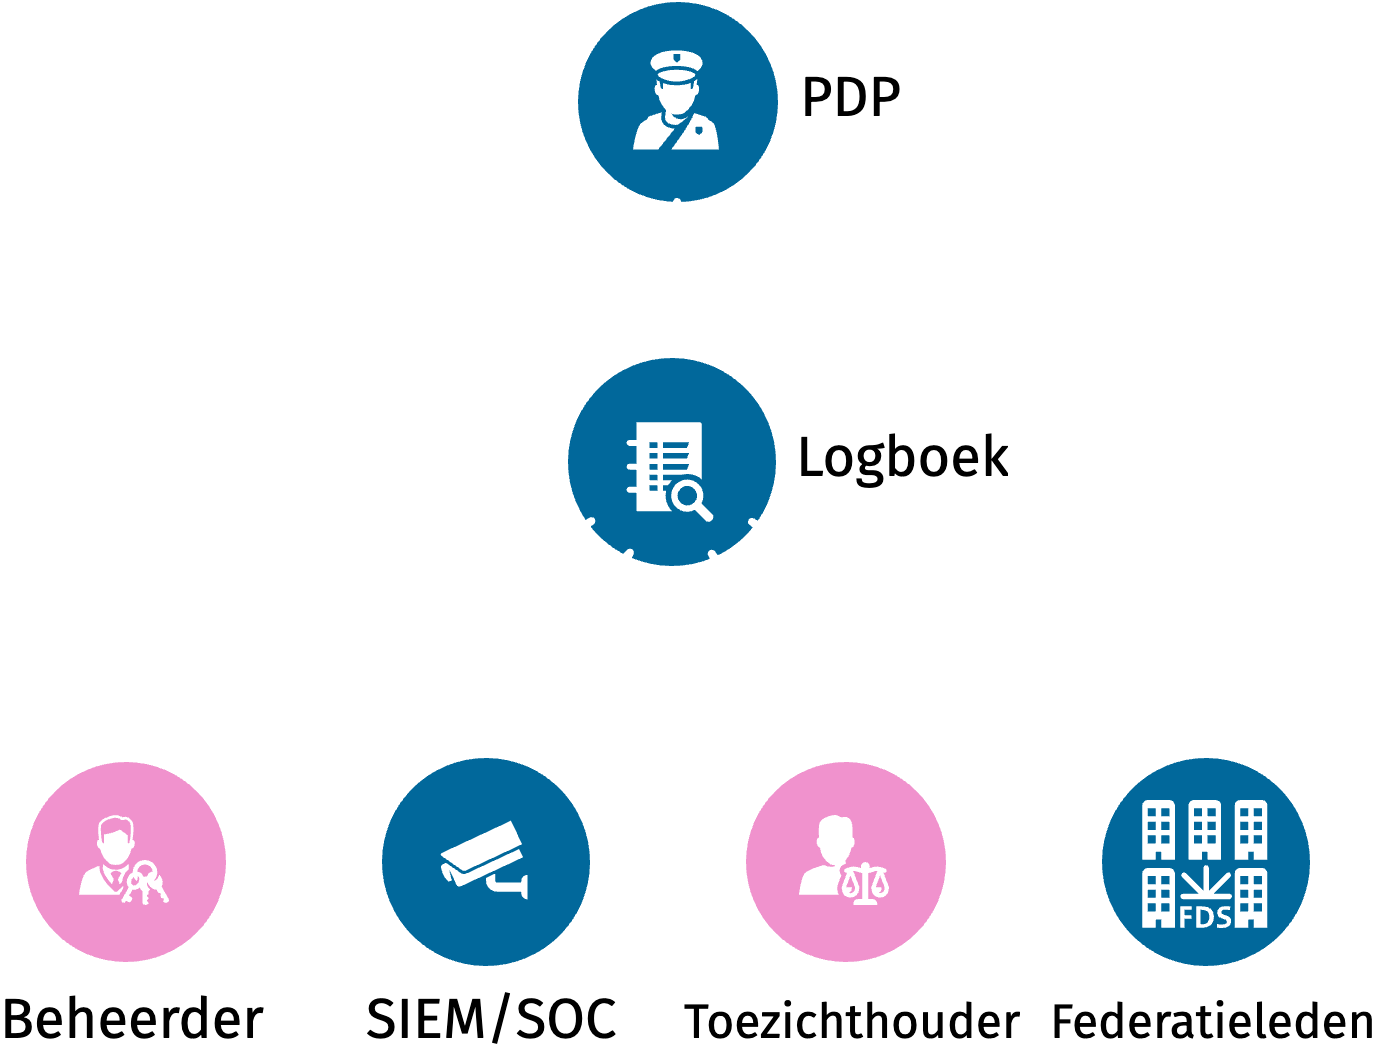 PDP
Logboek
FDS
Beheerder
SIEM/SOC
Toezichthouder
Federatieleden